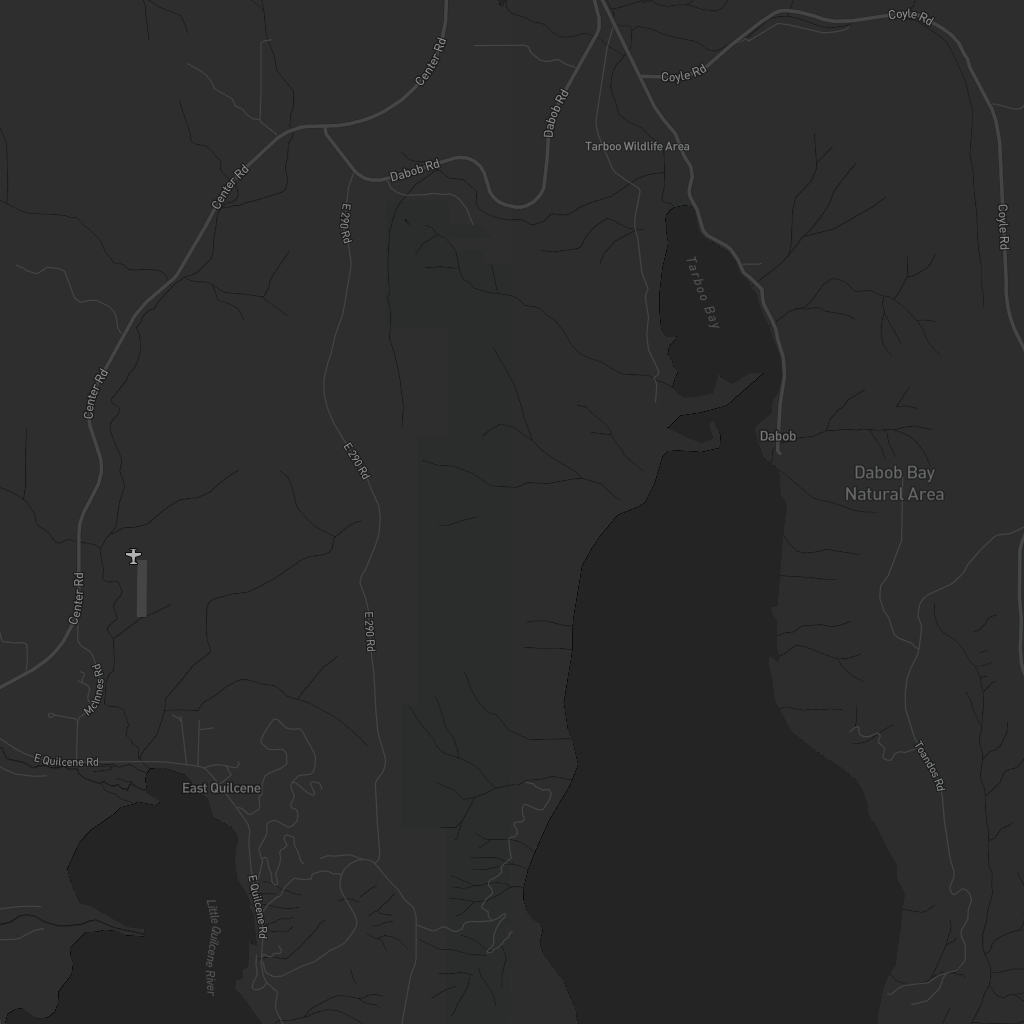 Coyle Rd
Center Rd
Coyle Rd
Dabob Rd
Tarboo Wildlife Area
Dabob Rd
Center Rd
E 290 Rd
Coyle Rd
Tarboo Bay
Center Rd
Dabob
E 290 Rd
Dabob Bay
Natural Area
Center Rd
E 290 Rd
McInnes Rd
E Quilcene Rd
Toandos Rd
East Quilcene
E Quilcene Rd
Little Quilcene River